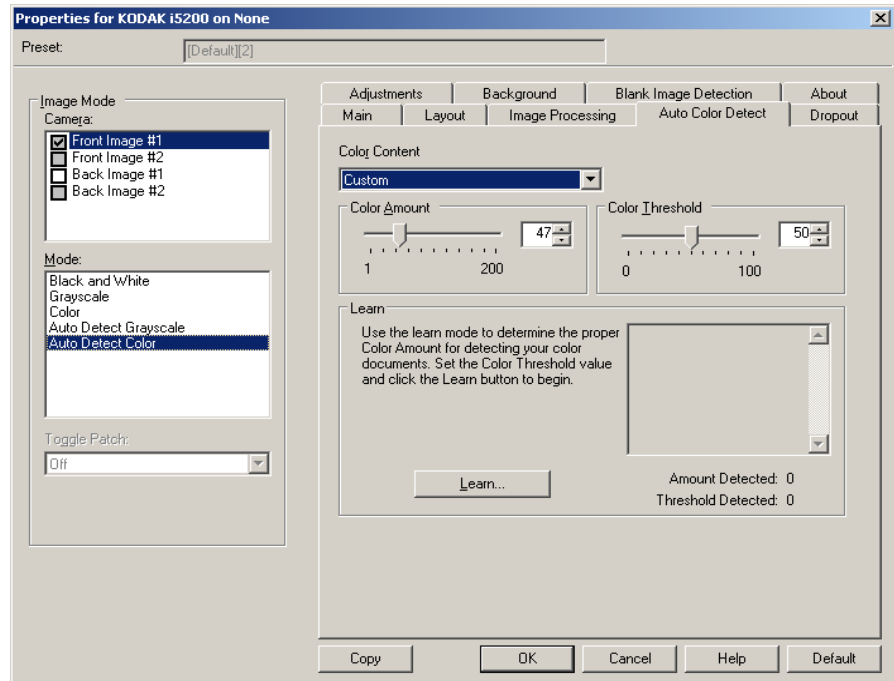 Properties for KODAK i5200 on None
Preset:
[Default][2]
Image Mode
Camera:
Front Image #1
Front Image #2
Back Image #1
Back Image #2
Mode:
Black and White
Grayscale
Color
Auto Detect Grayscale
Auto Detect Color
Toggle Patch:
Off
Adjustments
Background
Blank Image Detection
About
Main
Layout
Image Processing
Auto Color Detect
Dropout
Color Content
Custom
Color Amount
47
1
200
Color Threshold
50
0
100
Learn
Use the learn mode to determine the proper
Color Amount for detecting your color
documents. Set the Color Threshold value
and click the Learn button to begin.
Learn...
Amount Detected: 0
Threshold Detected: 0
Copy
OK
Cancel
Help
Default